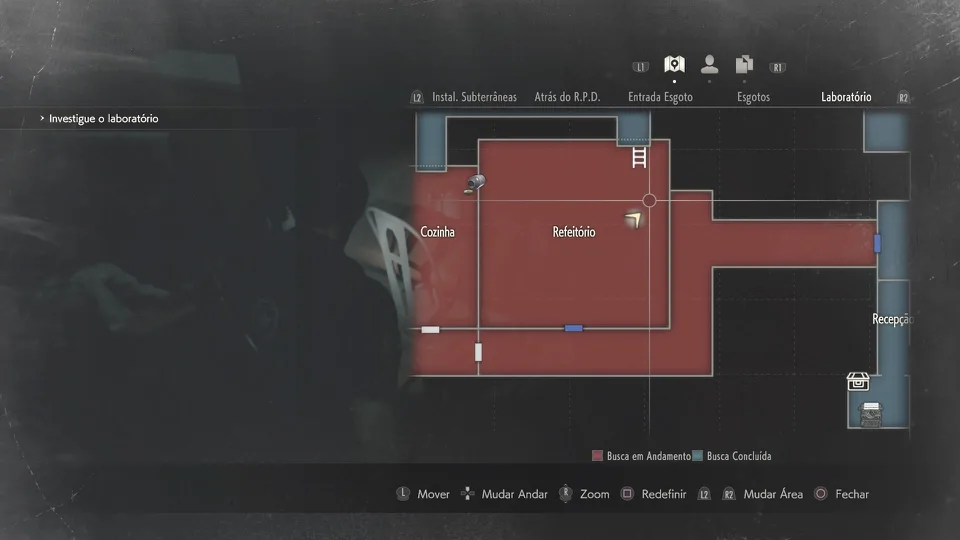 L1 R1
L2 Instal. Subterrâneas Atrás do R.P.D. Entrada Esgoto Esgotos Laboratório R2
> Investigue o laboratório
Cozinha
Refeitório
Recepção
Busca em Andamento Busca Concluída
L Mover Mudar Andar R Zoom Redefinir L2 R2 Mudar Área Fechar